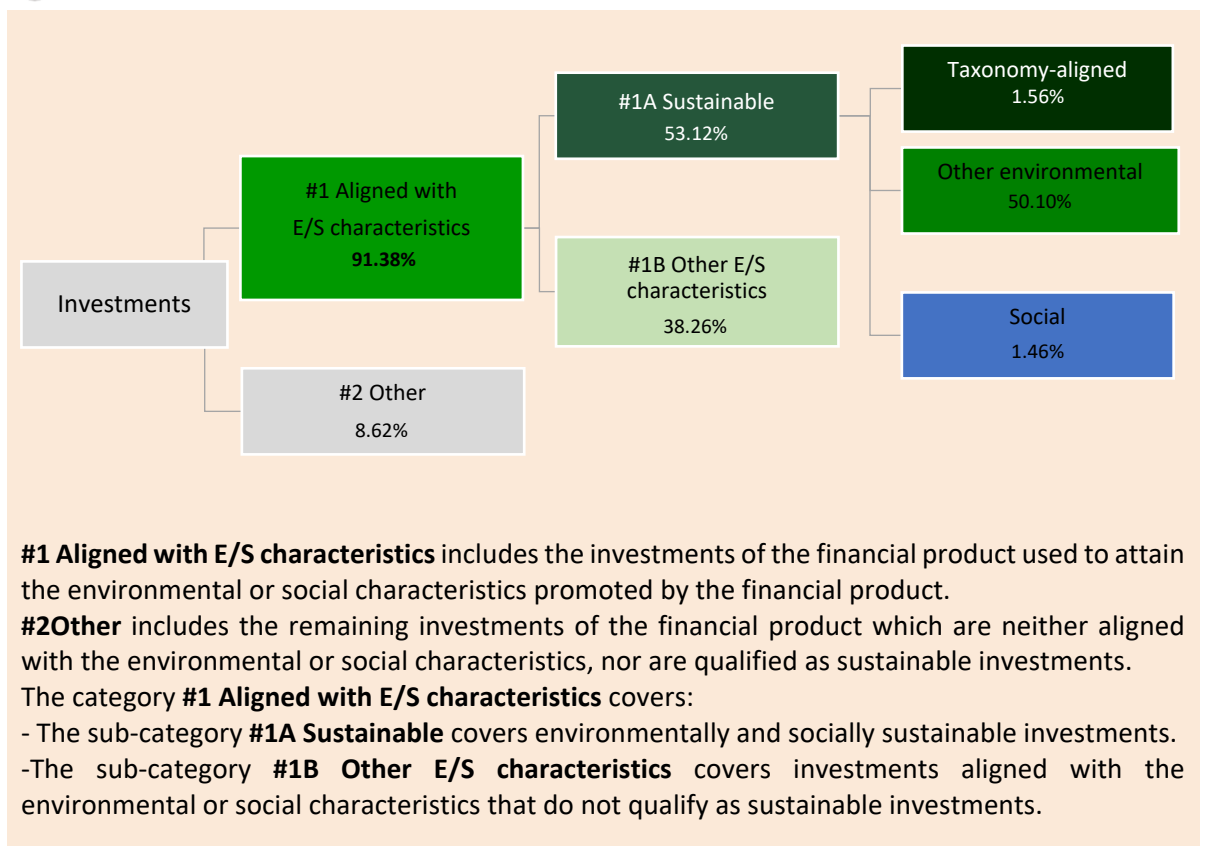 Investments
#1 Aligned with
E/S characteristics
91.38%
#2 Other
8.62%
#1A Sustainable
53.12%
#1B Other E/S
characteristics
38.26%
Taxonomy-aligned
1.56%
Other environmental
50.10%
Social
1.46%
#1 Aligned with E/S characteristics includes the investments of the financial product used to attain
the environmental or social characteristics promoted by the financial product.
#2Other includes the remaining investments of the financial product which are neither aligned
with the environmental or social characteristics, nor are qualified as sustainable investments.
The category #1 Aligned with E/S characteristics covers:
- The sub-category #1A Sustainable covers environmentally and socially sustainable investments.
-The sub-category #1B Other E/S characteristics covers investments aligned with the
environmental or social characteristics that do not qualify as sustainable investments.